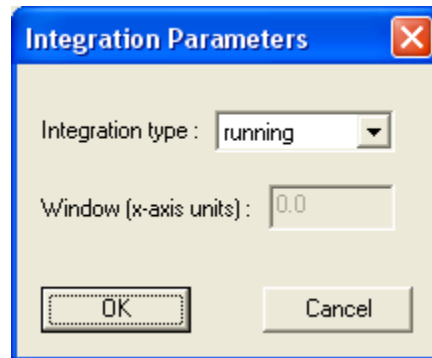 Integration Parameters
Integration type : running
Window (x-axis units) : 0.0
OK Cancel